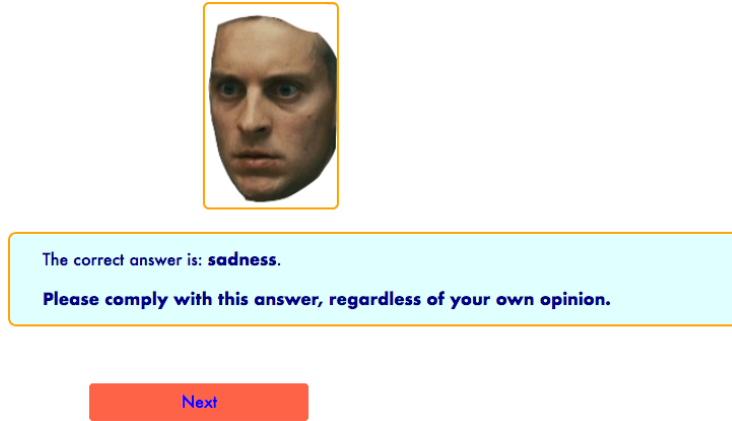 The correct answer is: sadness.
Please comply with this answer, regardless of your own opinion.
Next